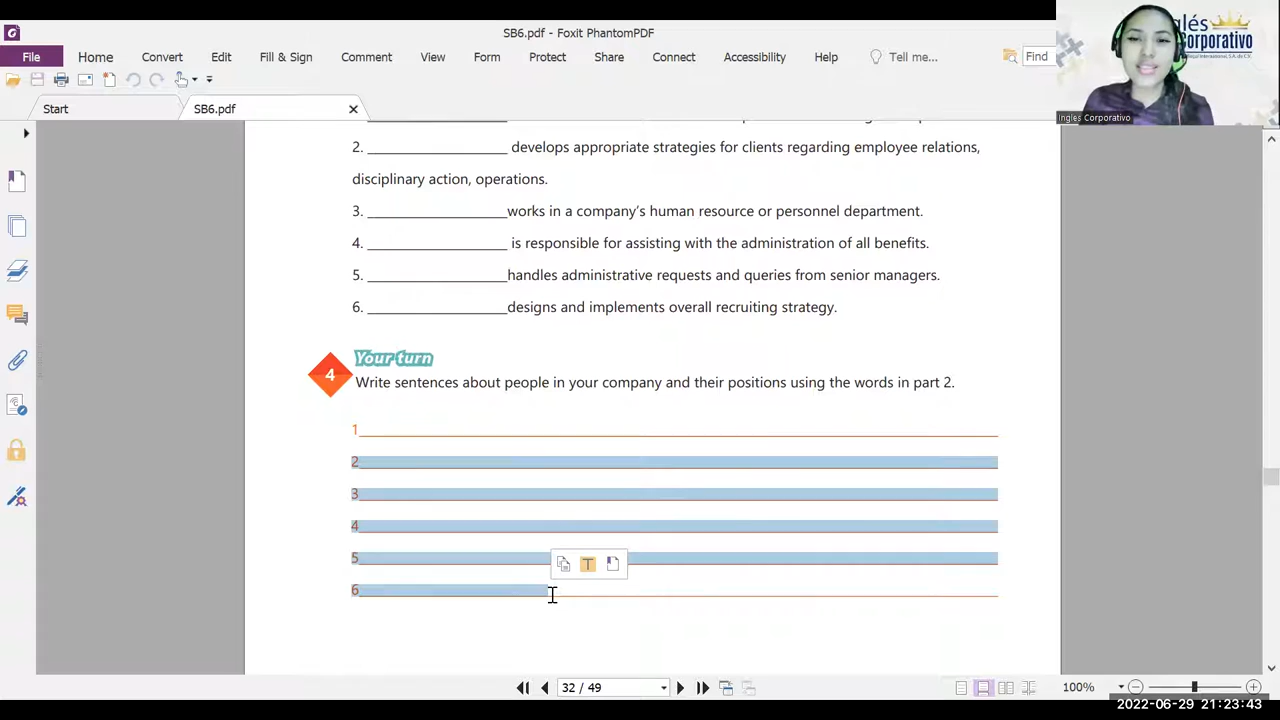 SB6.pdf - Foxit PhantomPDF
File Home Convert Edit Fill & Sign Comment View Form Protect Share Connect Accessibility Help Tell me... Find
Start SB6.pdf
2. ____________________ develops appropriate strategies for clients regarding employee relations,
disciplinary action, operations.
3. ____________________works in a company's human resource or personnel department.
4. ____________________ is responsible for assisting with the administration of all benefits.
5. ____________________handles administrative requests and queries from senior managers.
6. ____________________designs and implements overall recruiting strategy.
Your turn
4 Write sentences about people in your company and their positions using the words in part 2.
1
2
3
4
5
6
32 / 49
100%
Inglés Corporativo
2022-06-29 21:23:43